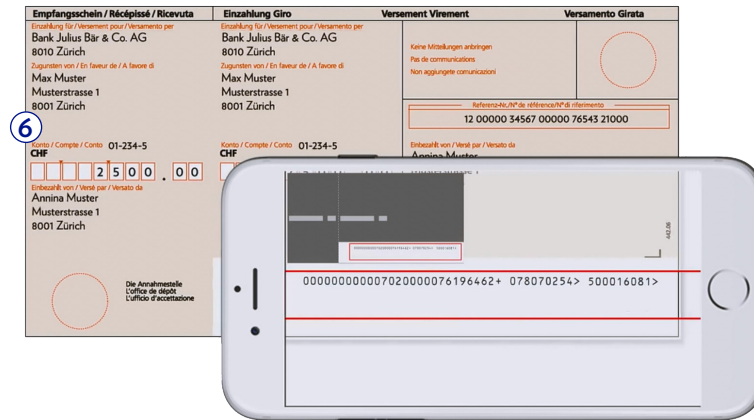 Empfangsschein / Récépissé / Ricevuta
Einzahlung Giro
Versement Virement
Versamento Girata
Einzahlung für / Versement pour / Versamento per
Bank Julius Bär & Co. AG
8010 Zürich
Zugunsten von / En faveur de / A favore di
Max Muster
Musterstrasse 1
8001 Zürich
6
Konto / Compte / Conto 01-234-5
CHF
2500.00
Einbezahlt von / Versé par / Versato da
Annina Muster
Musterstrasse 1
8001 Zürich
Die Annahmestelle
L'office de dépôt
L'ufficio d'accettazione
Einzahlung für / Versement pour / Versamento per
Bank Julius Bär & Co. AG
8010 Zürich
Zugunsten von / En faveur de / A favore di
Max Muster
Musterstrasse 1
8001 Zürich
Konto / Compte / Conto 01-234-5
CHF
Keine Mitteilungen anbringen
Pas de communications
Non aggiungete comunicazioni
Referenz-Nr./N° de référence/N° di riferimento
12 00000 34567 00000 76543 21000
Einbezahlt von / Versé par / Versato da
Annina Muster
442.06
000000000007020000076196462+ 078070254> 500016081>